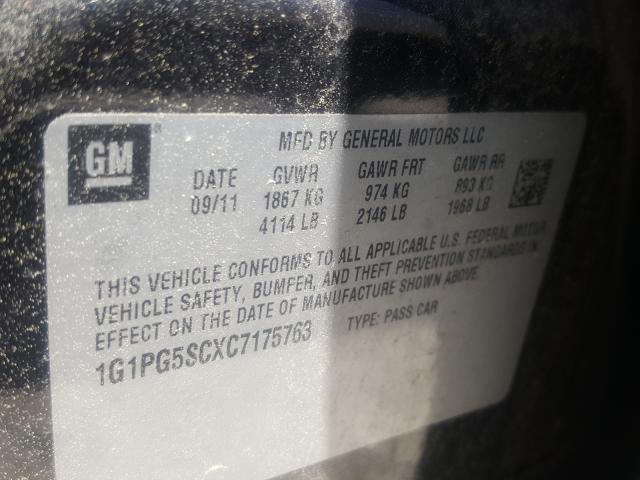 GM®
MFD BY GENERAL MOTORS LLC
DATE GVWR GAWR FRT GAWR RR
09/11 1867 KG 974 KG 893 KG
4114 LB 2146 LB 1968 LB
THIS VEHICLE CONFORMS TO ALL APPLICABLE U.S. FEDERAL MOTOR
VEHICLE SAFETY, BUMPER, AND THEFT PREVENTION STANDARDS IN
EFFECT ON THE DATE OF MANUFACTURE SHOWN ABOVE.
1G1PG5SCXC7175763 TYPE: PASS CAR